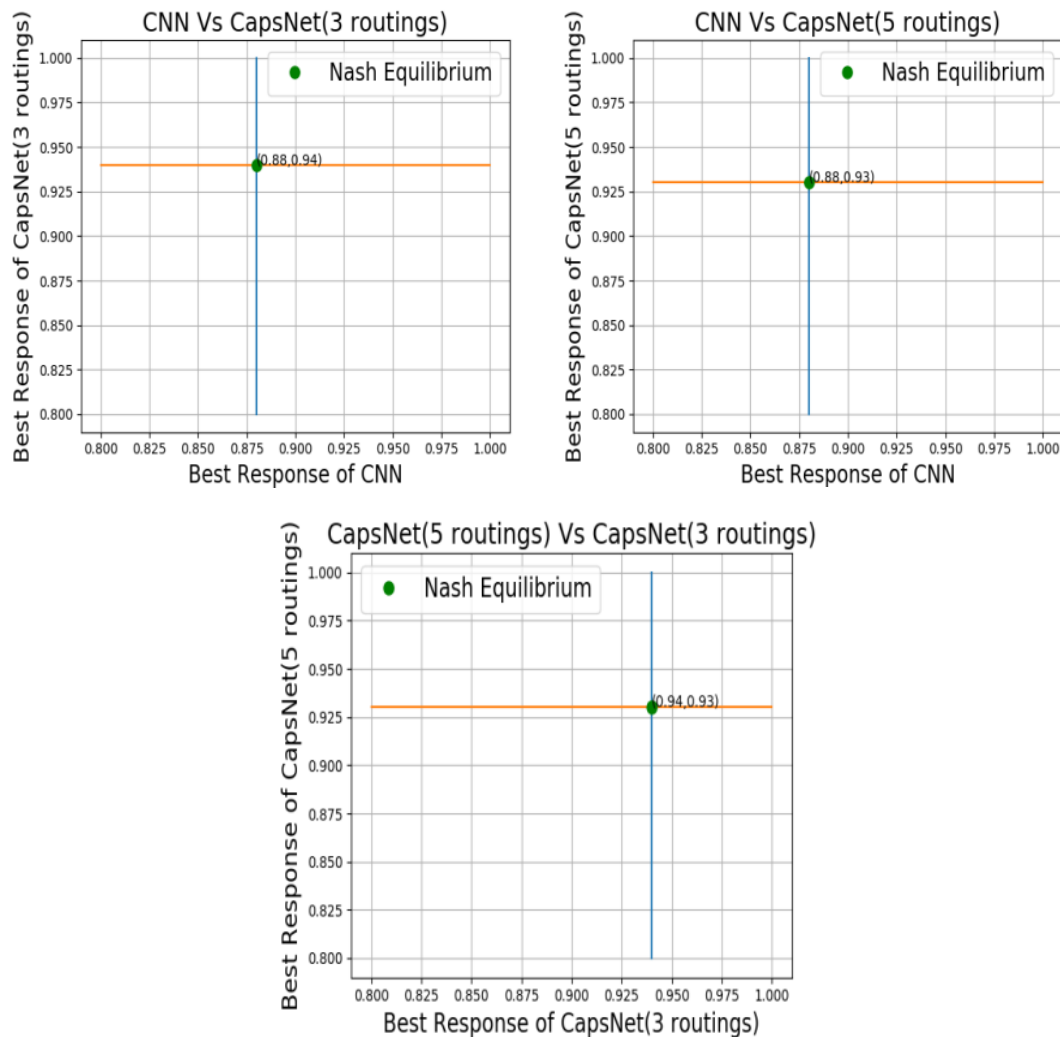 CNN Vs CapsNet(3 routings)
Best Response of CapsNet(3 routings)
1.000
0.975
0.950
0.925
0.900
0.875
0.850
0.825
0.800
Nash Equilibrium
(0.88,0.94)
0.800 0.825 0.850 0.875 0.900 0.925 0.950 0.975 1.000
Best Response of CNN
CNN Vs CapsNet(5 routings)
Best Response of CapsNet(5 routings)
1.000
0.975
0.950
0.925
0.900
0.875
0.850
0.825
0.800
Nash Equilibrium
(0.88,0.93)
0.800 0.825 0.850 0.875 0.900 0.925 0.950 0.975 1.000
Best Response of CNN
CapsNet(5 routings) Vs CapsNet(3 routings)
Best Response of CapsNet(5 routings)
1.000
0.975
0.950
0.925
0.900
0.875
0.850
0.825
0.800
Nash Equilibrium
(0.94,0.93)
0.800 0.825 0.850 0.875 0.900 0.925 0.950 0.975 1.000
Best Response of CapsNet(3 routings)